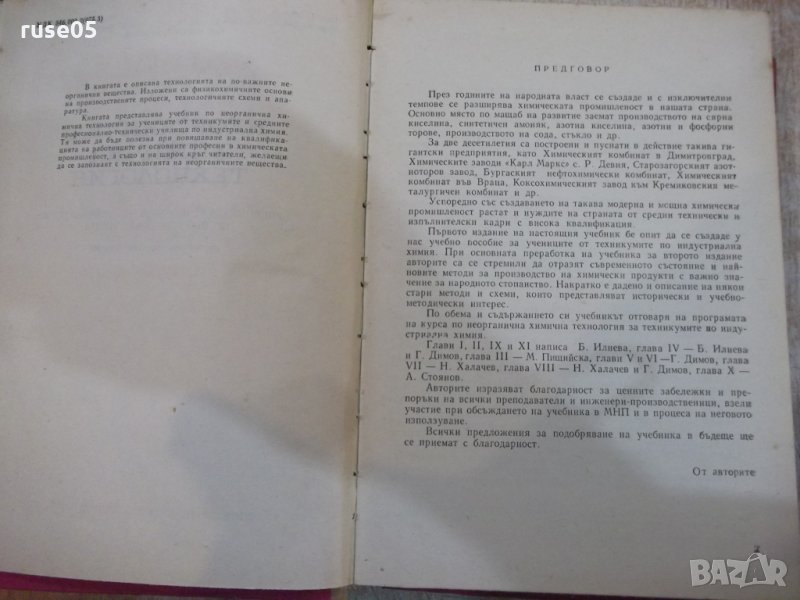 ruse05
В книгата е описана технологията на по-важните не-
органични вещества. Изложени са физикохимичните основи
на производствените процеси, технологичните схеми и апа-
ратура.
Книгата представлява учебник по неорганична хи-
мична технология за учениците от техникумите и средните
професионално-технически училища по индустриална химия.
Тя може да бъде полезна при повишаване на квалификa-
цията на работниците от основните професии в химическата
промишленост, а също и на широк кръг читатели, желаещи
да се запознаят с технологията на неорганичните вещества.
ПРЕДГОВОР
През годините на народната власт се създаде и с изключителни
темпове се разширява химическата промишленост в нашата страна.
Основно място по мащаб на развитие заемат производството на сярна
киселина, синтетичен амоняк, азотна киселина, азотни и фосфорни
торове, производството на сода, стъкло и др.
За две десетилетия са построени и пуснати в действие такива ги-
гантски предприятия, като Химическият комбинат в Димитровград,
Химическите заводи «Карл Маркс» с. Р. Девня, Старозагорският азот-
ноторов завод, Бургаският нефтохимически комбинат, Химическият
комбинат във Враца, Коксохимическият завод към Кремиковския ме-
талургичен комбинат и др.
Успоредно със създаването на такава модерна и мощна химическа
промишленост растат и нуждите на страната от средни технически и
изпълнителски кадри с висока квалификация.
Първото издание на настоящия учебник бе опит да се създаде у
нас учебно пособие за учениците от техникумите по индустриална
химия. При основната преработка на учебника за второто издание
авторите са се стремили да отразят съвременното състояние и най-
новите методи за производство на химически продукти с важно зна-
чение за народното стопанство. Накратко е дадено и описание на някои
стари методи и схеми, които представляват исторически и учебно-
методически интерес.
По обема и съдържанието си учебникът отговаря на програмата
на курса по неорганична химична технология за техникумите по инду-
стриална химия.
Глави I, II, IX и XI написа Б. Илиева, глава IV — Б. Илиева
и Г. Димов, глава III — М. Пищийска, глави V и VI —Г. Димов, глава
VII — Н. Халачев, глава VIII — Н. Халачев и Г. Димов, глава X —
А. Стоянов.
Авторите изразяват благодарност за ценните забележки и пре-
поръки на всички преподаватели и инженери-производственици, взели
участие при обсъждането на учебника в МНП и в процеса на неговото
използуване.
Всички предложения за подобряване на учебника в бъдеще ще
се приемат с благодарност.
От авторите
3
BAZAR